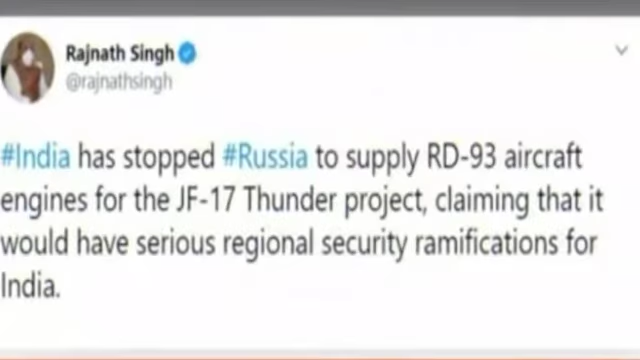 Rajnath Singh
@rajnathsingh
#India has stopped #Russia to supply RD-93 aircraft
engines for the JF-17 Thunder project, claiming that it
would have serious regional security ramifications for
India.